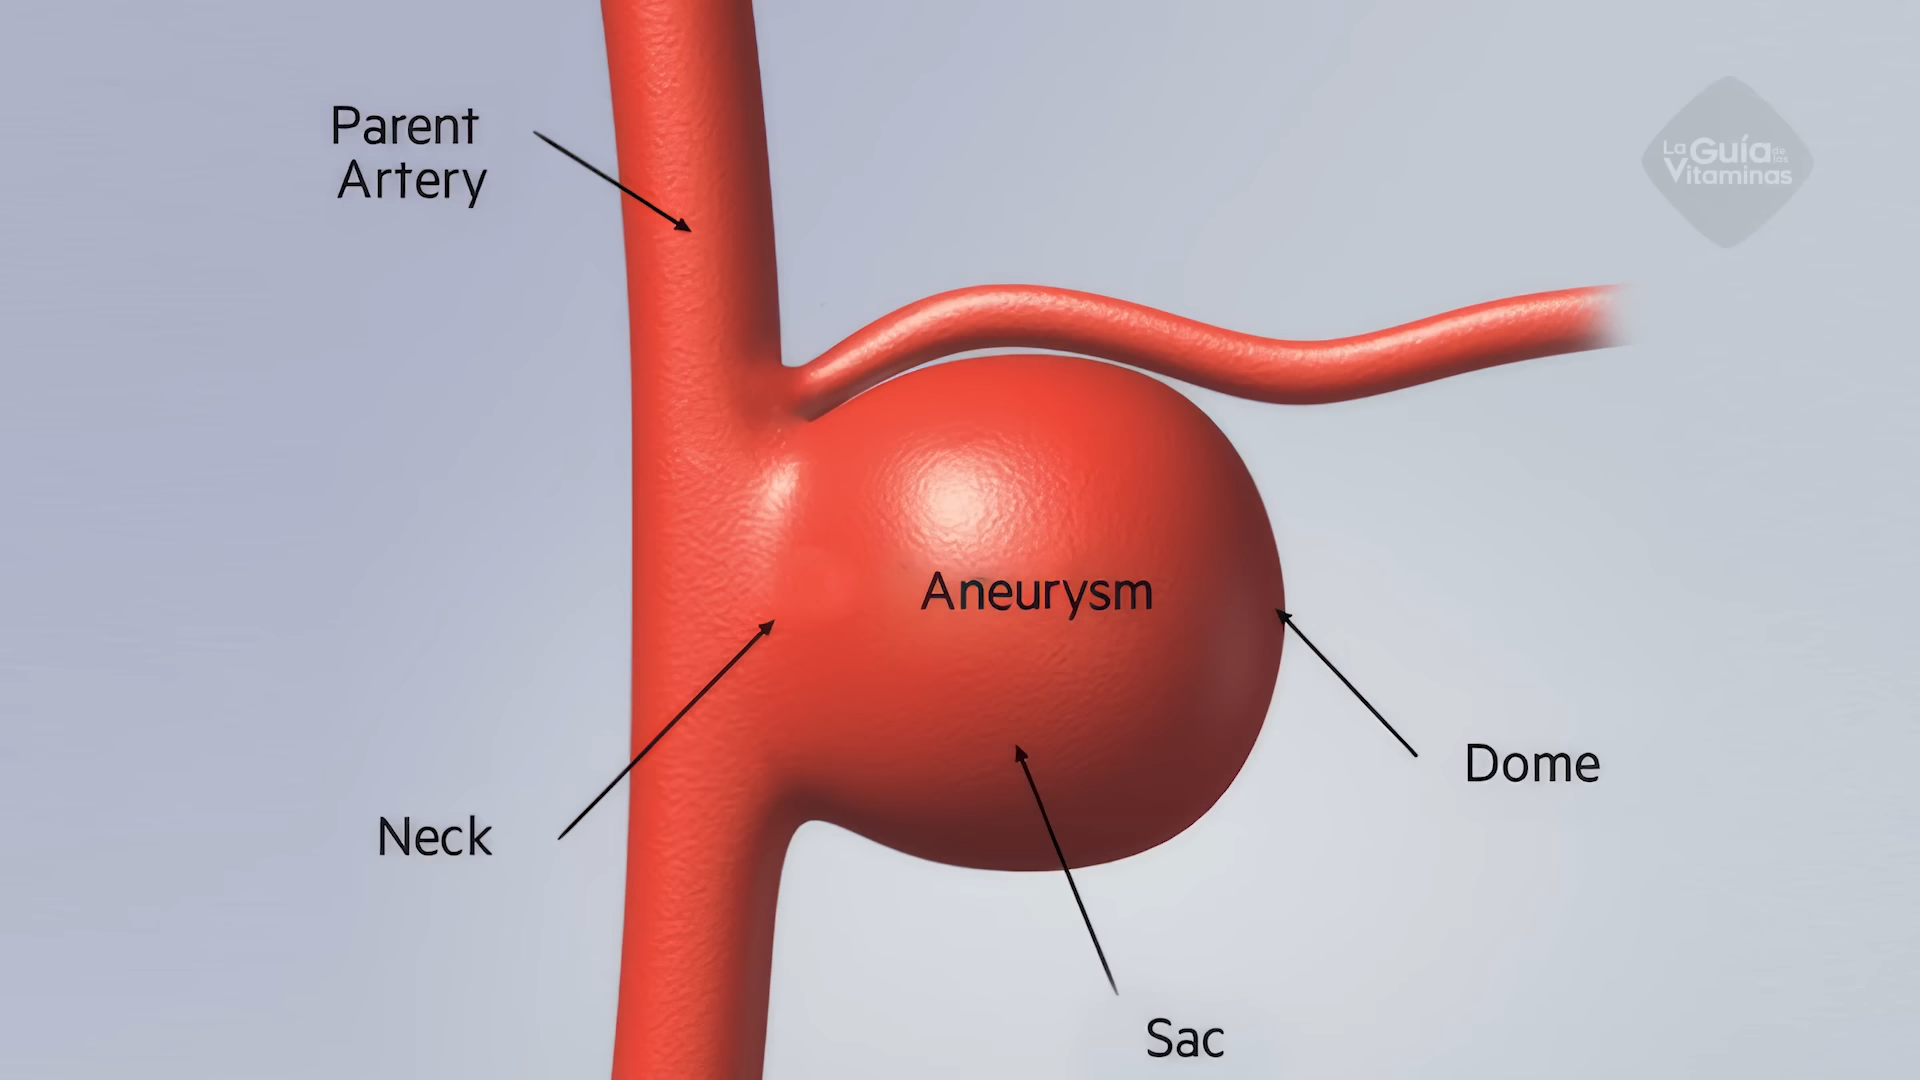 Parent
Artery
La Guía de las
Vitaminas
Aneurysm
Dome
Neck
Sac